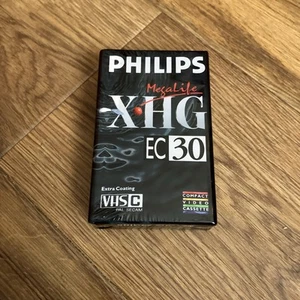 PHILIPS
MegaLife
X•HG
EC 30
Extra Coating
VHS C
PAL SECAM
COMPACT
VIDEO
CASSETTE